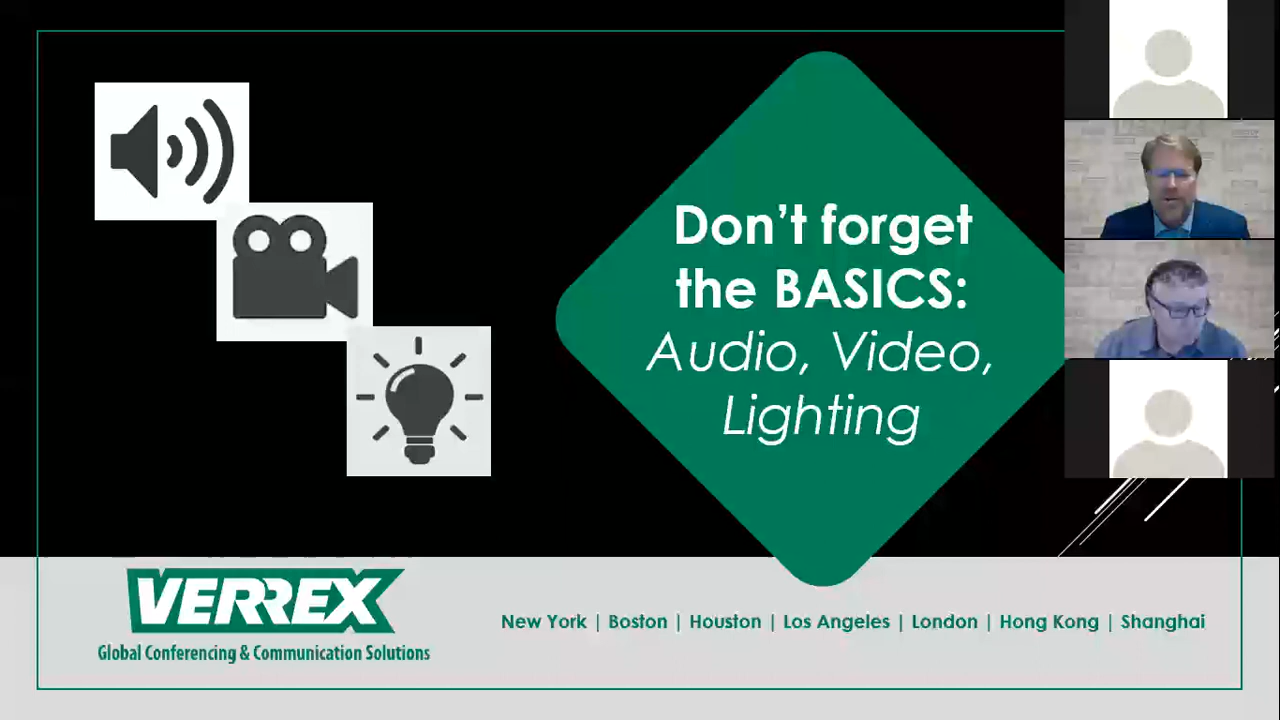 Don't forget
the BASICS:
Audio, Video,
Lighting
VERREX
Global Conferencing & Communication Solutions
New York | Boston | Houston | Los Angeles | London | Hong Kong | Shanghai